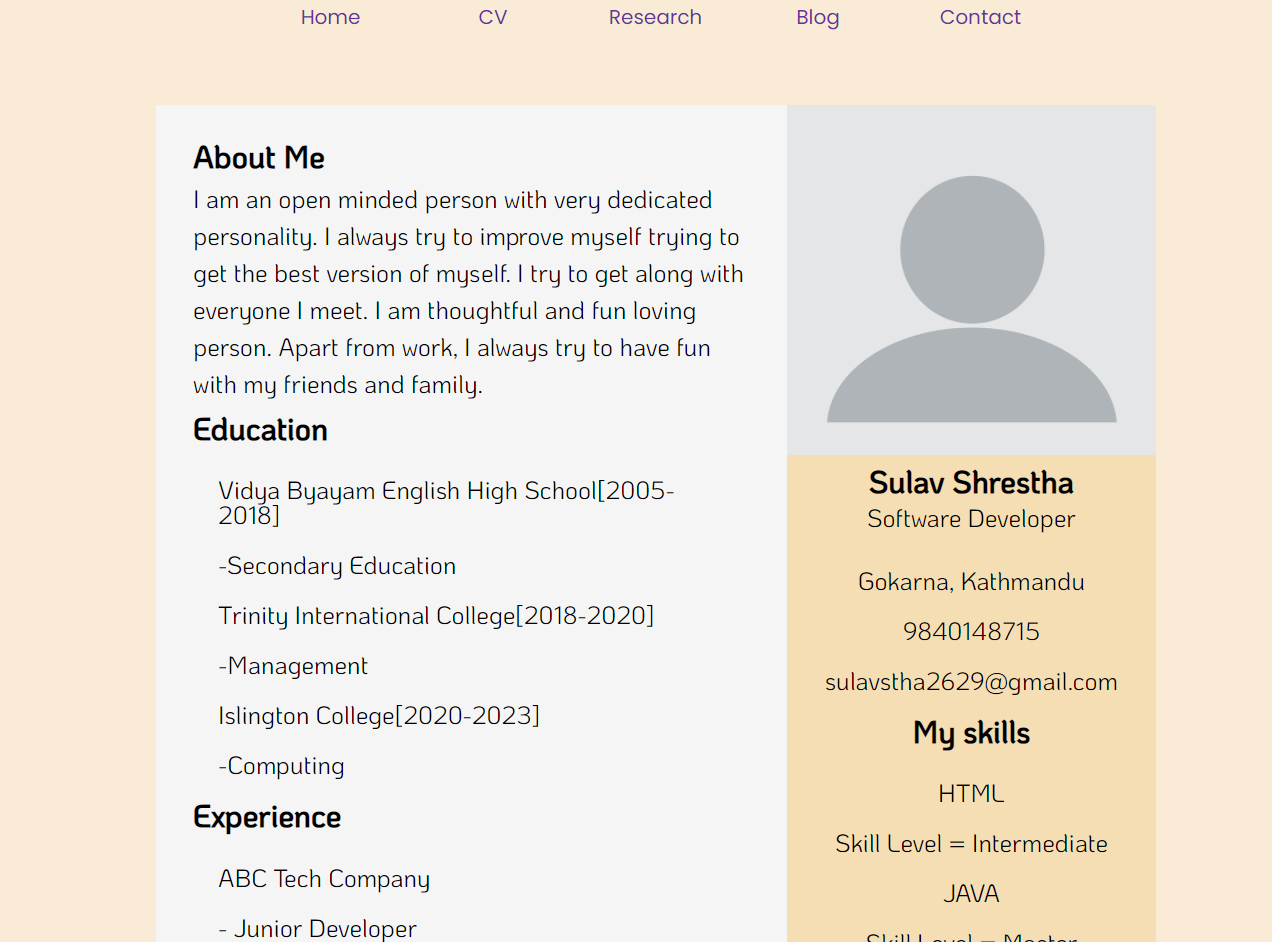 Home CV Research Blog Contact
About Me
I am an open minded person with very dedicated
personality. I always try to improve myself trying to
get the best version of myself. I try to get along with
everyone I meet. I am thoughtful and fun loving
person. Apart from work, I always try to have fun
with my friends and family.
Education
Vidya Byayam English High School[2005-
2018]
-Secondary Education
Trinity International College[2018-2020]
-Management
Islington College[2020-2023]
-Computing
Experience
ABC Tech Company
- Junior Developer
Sulav Shrestha
Software Developer
Gokarna, Kathmandu
9840148715
sulavstha2629@gmail.com
My skills
HTML
Skill Level = Intermediate
JAVA
Skill Level = Master